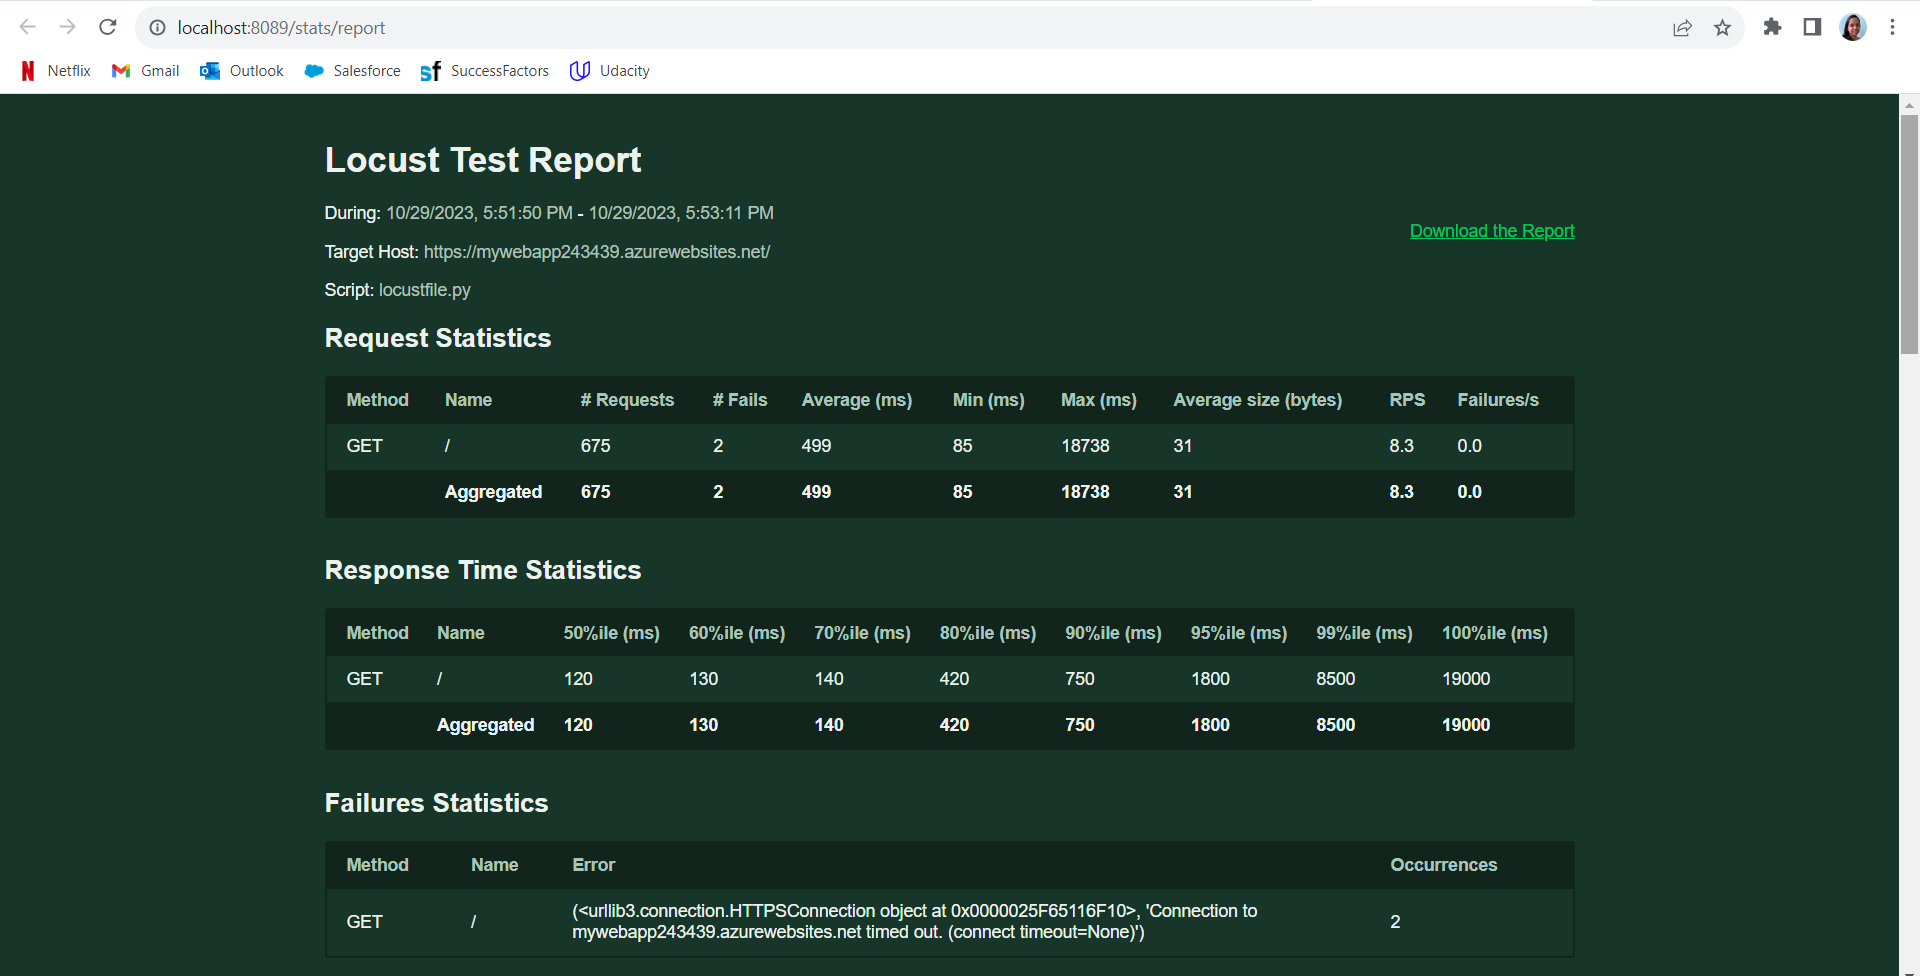 localhost:8089/stats/report
Netflix Gmail Outlook Salesforce SuccessFactors Udacity
Locust Test Report
During: 10/29/2023, 5:51:50 PM - 10/29/2023, 5:53:11 PM
Download the Report
Target Host: https://mywebapp243439.azurewebsites.net/
Script: locustfile.py
Request Statistics
Method Name # Requests # Fails Average (ms) Min (ms) Max (ms) Average size (bytes) RPS Failures/s
GET / 675 2 499 85 18738 31 8.3 0.0
Aggregated 675 2 499 85 18738 31 8.3 0.0
Response Time Statistics
Method Name 50%ile (ms) 60%ile (ms) 70%ile (ms) 80%ile (ms) 90%ile (ms) 95%ile (ms) 99%ile (ms) 100%ile (ms)
GET / 120 130 140 420 750 1800 8500 19000
Aggregated 120 130 140 420 750 1800 8500 19000
Failures Statistics
Method Name Error Occurrences
GET / (<urllib3.connection.HTTPSConnection object at 0x0000025F65116F10>, 'Connection to
mywebapp243439.azurewebsites.net timed out. (connect timeout=None)') 2